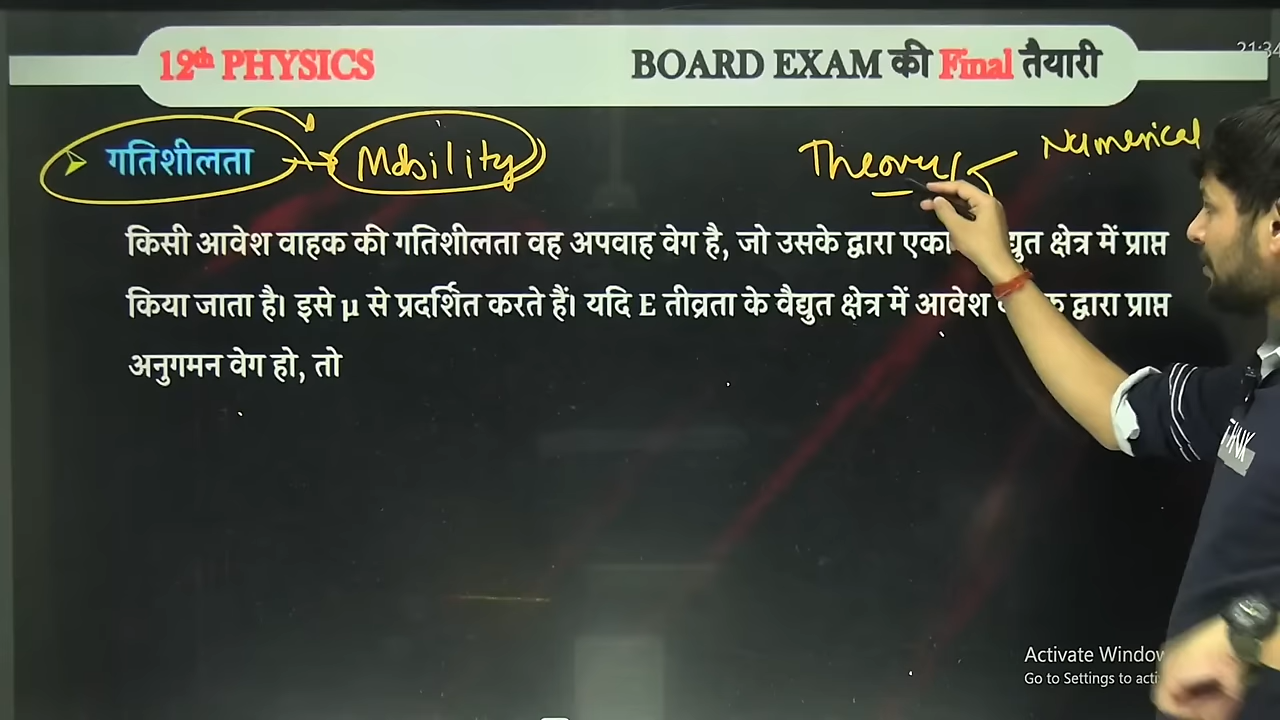 21:34
12th PHYSICS BOARD EXAM की Final तैयारी
गतिशीलता → Mobility Theory Numerical
किसी आवेश वाहक की गतिशीलता वह अपवाह वेग है, जो उसके द्वारा क्षेत्र में प्राप्त
किया जाता है। इसे μ से प्रदर्शित करते हैं। यदि E तीव्रता के वैद्युत क्षेत्र में आवेश द्वारा प्राप्त
अनुगमन वेग हो, तो
Activate Window
Go to Settings to acti